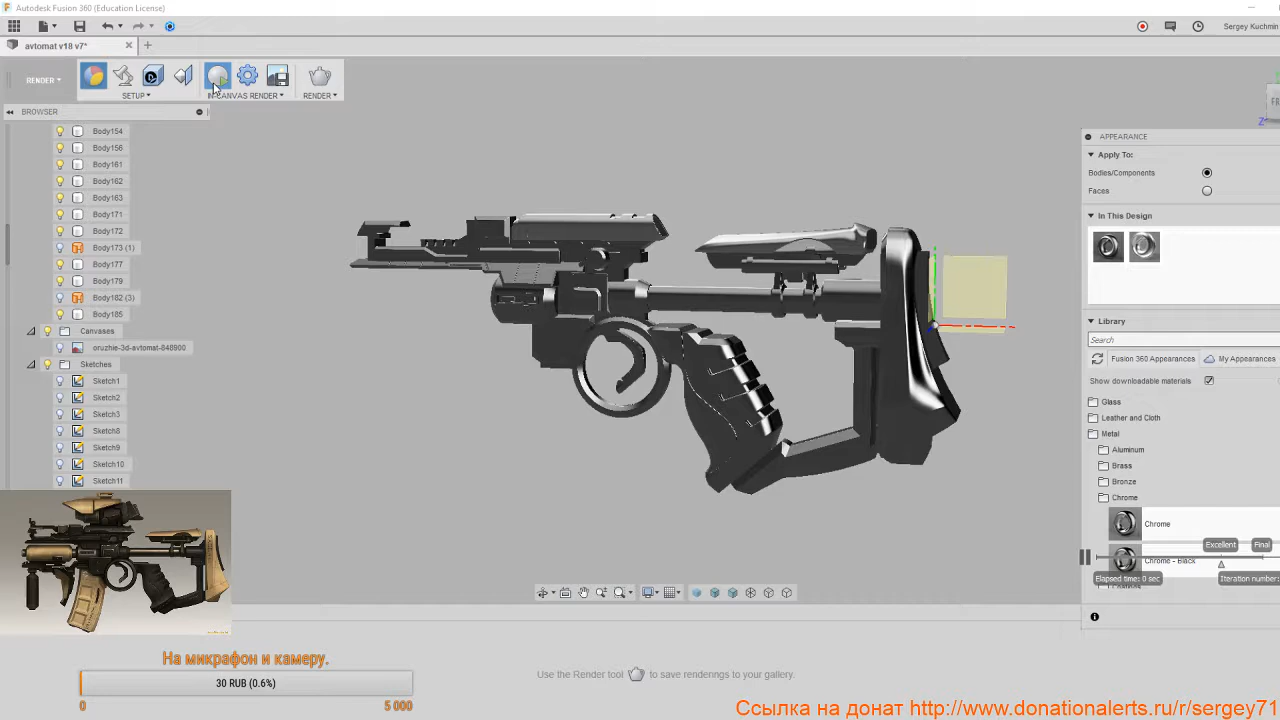 Autodesk Fusion 360 (Education License)
Sergey Kuchmin
avtomat v18 v7*
RENDER
SETUP
IN-CANVAS RENDER
RENDER
BROWSER
Body154
Body156
Body161
Body162
Body163
Body171
Body172
Body173 (1)
Body177
Body179
Body182 (3)
Body185
Canvases
oruzhie-3d-avtomat-848900
Sketches
Sketch1
Sketch2
Sketch3
Sketch8
Sketch9
Sketch10
Sketch11
Z
APPEARANCE
Apply To:
Bodies/Components
Faces
In This Design
Library
Search
Fusion 360 Appearances
My Appearances
Show downloadable materials
Glass
Leather and Cloth
Metal
Aluminum
Brass
Bronze
Chrome
Chrome
Excellent
Final
Chrome - Black
Elapsed time: 0 sec
Iteration number:
На микрофон и камеру.
30 RUB (0.6%)
0
5 000
Use the Render tool to save renderings to your gallery.
Ссылка на донат http://www.donationalerts.ru/r/sergey71